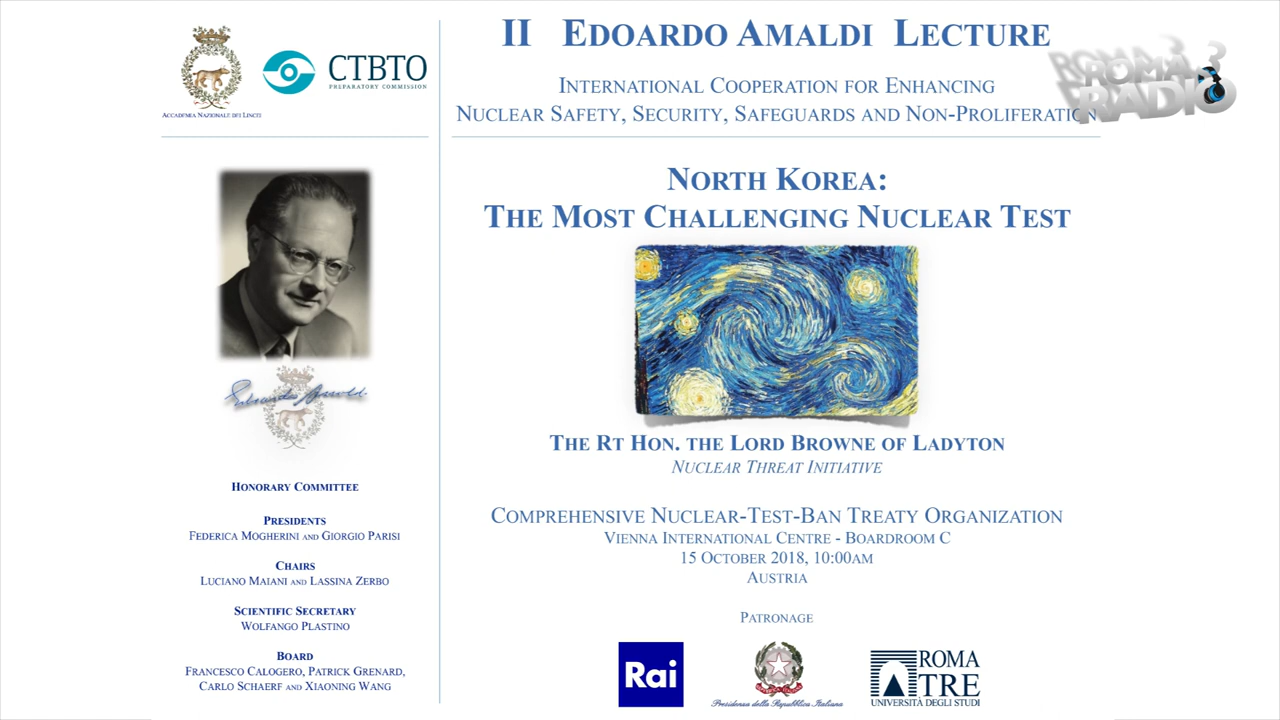 ACCADEMIA NAZIONALE DEI LINCEI
CTBTO
PREPARATORY COMMISSION
II EDOARDO AMALDI LECTURE
INTERNATIONAL COOPERATION FOR ENHANCING
NUCLEAR SAFETY, SECURITY, SAFEGUARDS AND NON-PROLIFERATION
ROMA 3
RADIO
NORTH KOREA:
THE MOST CHALLENGING NUCLEAR TEST
THE RT HON. THE LORD BROWNE OF LADYTON
NUCLEAR THREAT INITIATIVE
COMPREHENSIVE NUCLEAR-TEST-BAN TREATY ORGANIZATION
VIENNA INTERNATIONAL CENTRE - BOARDROOM C
15 OCTOBER 2018, 10:00AM
AUSTRIA
PATRONAGE
Rai
Presidenza della Repubblica Italiana
ROMA
TRE
UNIVERSITÀ DEGLI STUDI
HONORARY COMMITTEE
PRESIDENTS
FEDERICA MOGHERINI AND GIORGIO PARISI
CHAIRS
LUCIANO MAIANI AND LASSINA ZERBO
SCIENTIFIC SECRETARY
WOLFANGO PLASTINO
BOARD
FRANCESCO CALOGERO, PATRICK GRENARD,
CARLO SCHAERF AND XIAONING WANG